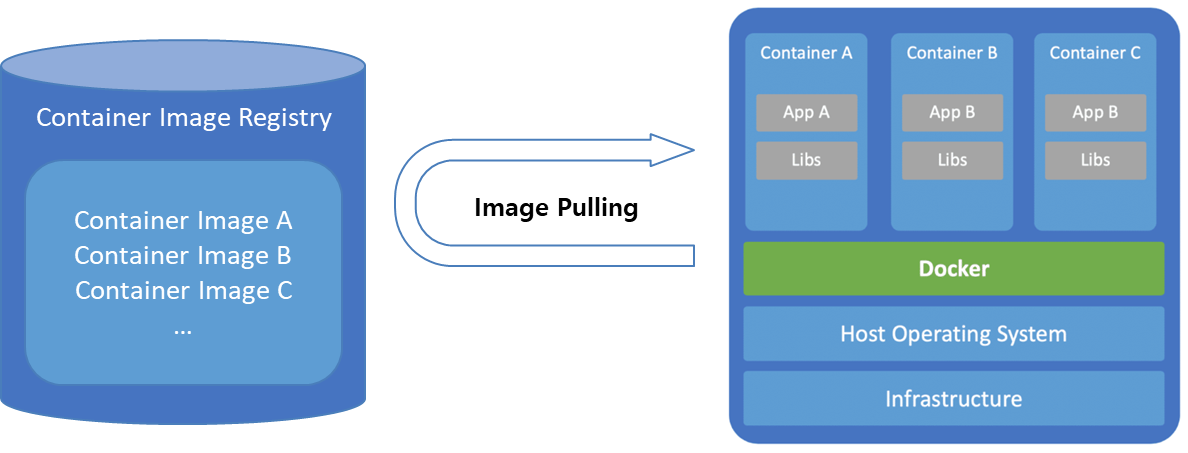 Container Image Registry
Container Image A
Container Image B
Container Image C
...
Image Pulling
Container A
App A
Libs
Container B
App B
Libs
Container C
App B
Libs
Docker
Host Operating System
Infrastructure